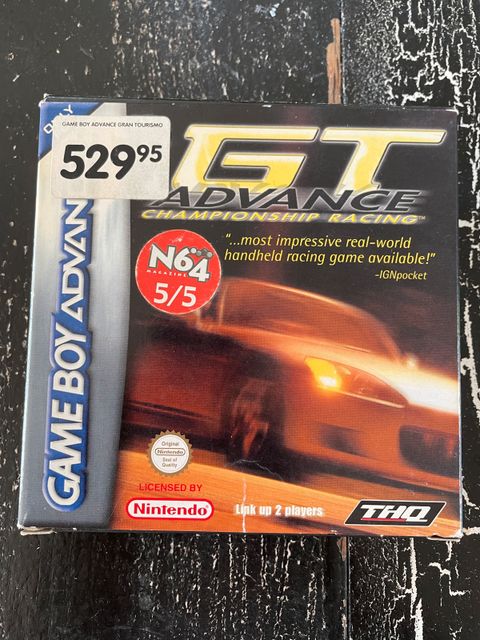 GAME BOY ADVANCE GRAN TOURISMO
529 95
GT
ADVANCE
CHAMPIONSHIP RACING™
"...most impressive real-world
handheld racing game available!"
-IGNpocket
N64
MAGAZINE
5/5
GAME BOY ADVAN
Original
Nintendo
Seal of
Quality
LICENSED BY
Nintendo
Link up 2 players
THQ